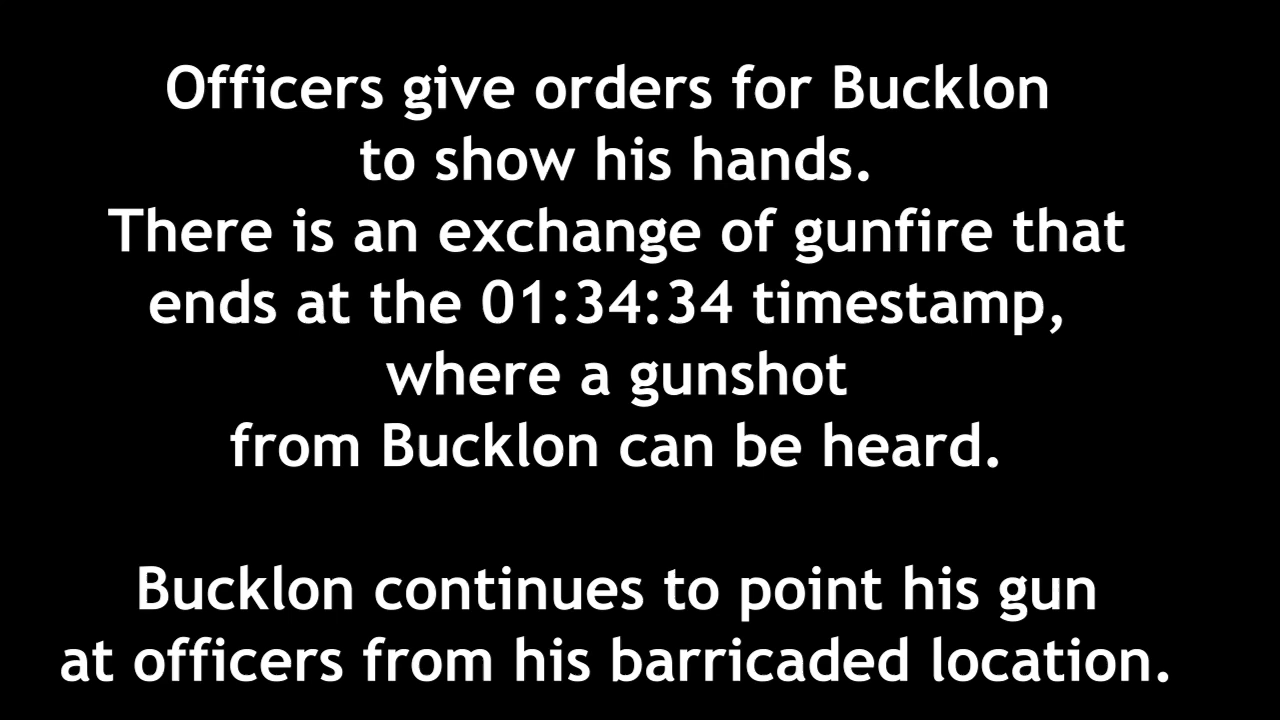 Officers give orders for Bucklon
to show his hands.
There is an exchange of gunfire that
ends at the 01:34:34 timestamp,
where a gunshot
from Bucklon can be heard.
Bucklon continues to point his gun
at officers from his barricaded location.